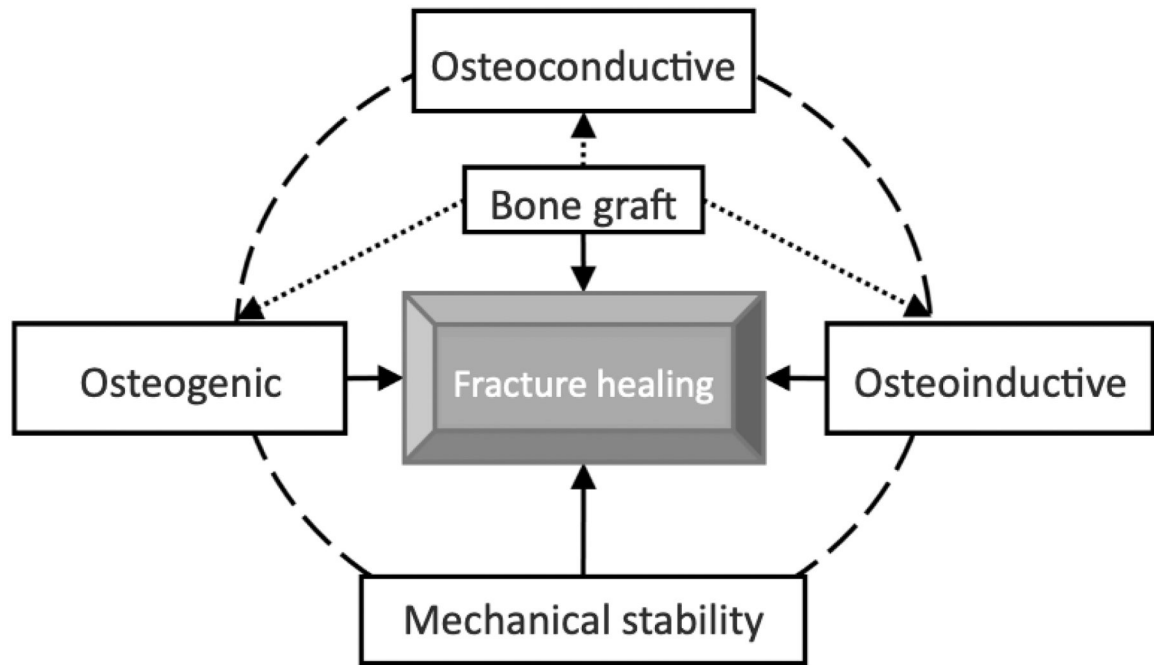 Osteoconductive
Bone graft
Osteogenic
Fracture healing
Osteoinductive
Mechanical stability